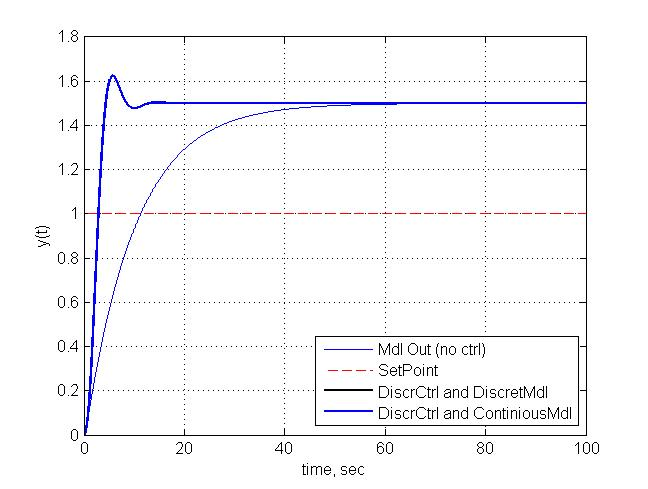 1.8
1.6
1.4
1.2
1
0.8
0.6
0.4
0.2
0
y(t)
Mdl Out (no ctrl)
SetPoint
DiscrCtrl and DiscretMdl
DiscrCtrl and ContiniousMdl
0 20 40 60 80 100
time, sec